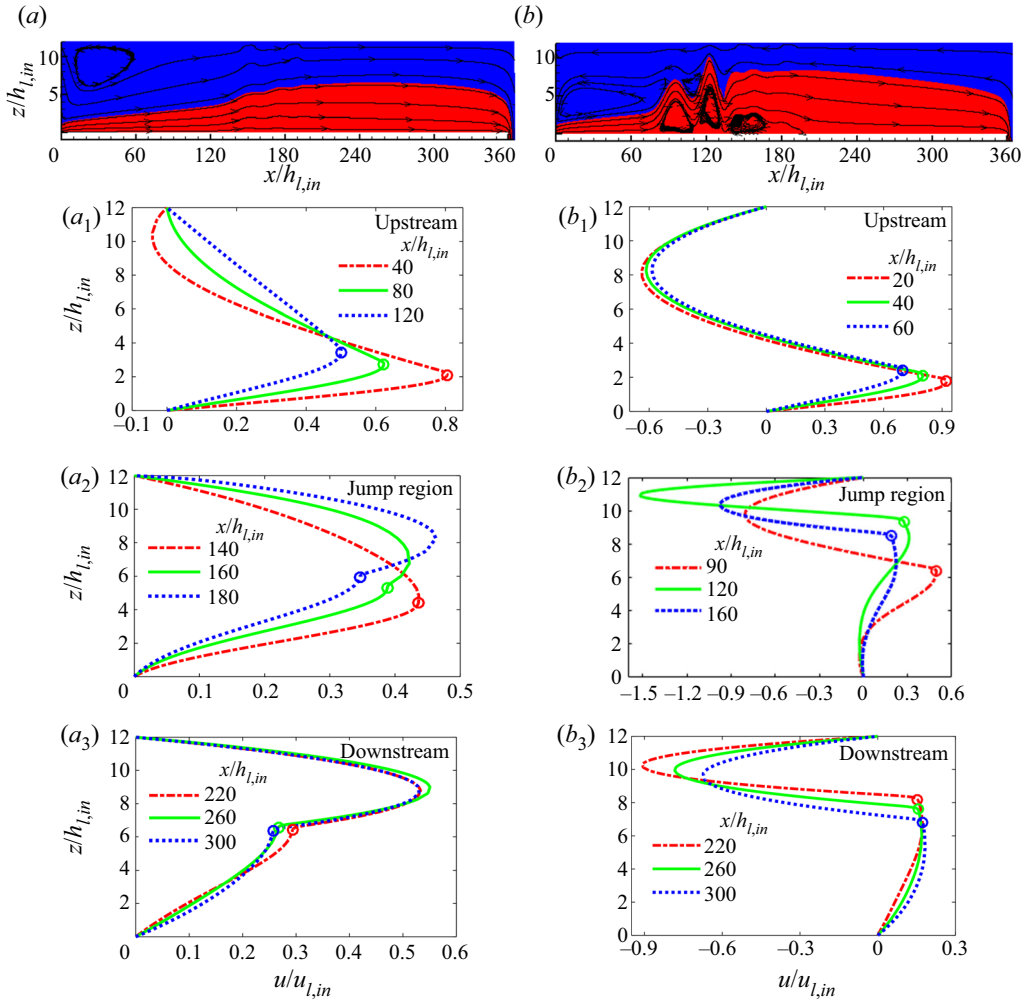 (a) (b)
z/h_{l,in}
10
5
0 60 120 180 240 300 360
x/h_{l,in}
10
5
0 60 120 180 240 300 360
x/h_{l,in}
(a_1)
z/h_{l,in}
12
10
8
6
4
2
0
Upstream
x/h_{l,in}
40
80
120
–0.1 0 0.2 0.4 0.6 0.8
(b_1)
12
10
8
6
4
2
0
Upstream
x/h_{l,in}
20
40
60
–0.6 –0.3 0 0.3 0.6 0.9
(a_2)
z/h_{l,in}
12
10
8
6
4
2
0
Jump region
x/h_{l,in}
140
160
180
0 0.1 0.2 0.3 0.4 0.5
(b_2)
12
10
8
6
4
2
0
Jump region
x/h_{l,in}
90
120
160
–1.5 –1.2 –0.9 –0.6 –0.3 0 0.3 0.6
(a_3)
z/h_{l,in}
12
10
8
6
4
2
0
Downstream
x/h_{l,in}
220
260
300
0 0.1 0.2 0.3 0.4 0.5 0.6
u/u_{l,in}
(b_3)
12
10
8
6
4
2
0
Downstream
x/h_{l,in}
220
260
300
–0.9 –0.6 –0.3 0 0.3
u/u_{l,in}